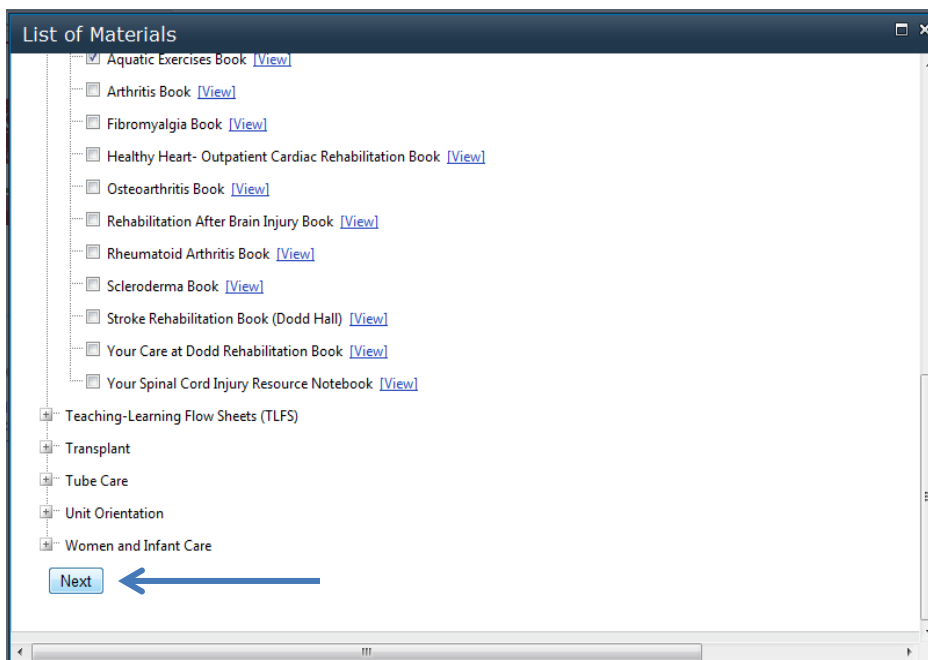 List of Materials
Aquatic Exercises Book [View]
Arthritis Book [View]
Fibromyalgia Book [View]
Healthy Heart- Outpatient Cardiac Rehabilitation Book [View]
Osteoarthritis Book [View]
Rehabilitation After Brain Injury Book [View]
Rheumatoid Arthritis Book [View]
Scleroderma Book [View]
Stroke Rehabilitation Book (Dodd Hall) [View]
Your Care at Dodd Rehabilitation Book [View]
Your Spinal Cord Injury Resource Notebook [View]
Teaching-Learning Flow Sheets (TLFS)
Transplant
Tube Care
Unit Orientation
Women and Infant Care
Next